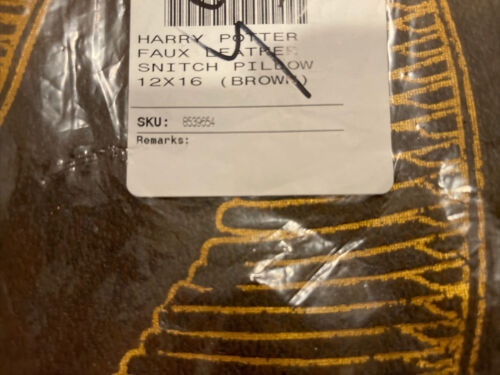 HARRY POTTER
FAUX LEATHER
SNITCH PILLOW
12X16 (BROWN)
SKU: 8539654
Remarks: